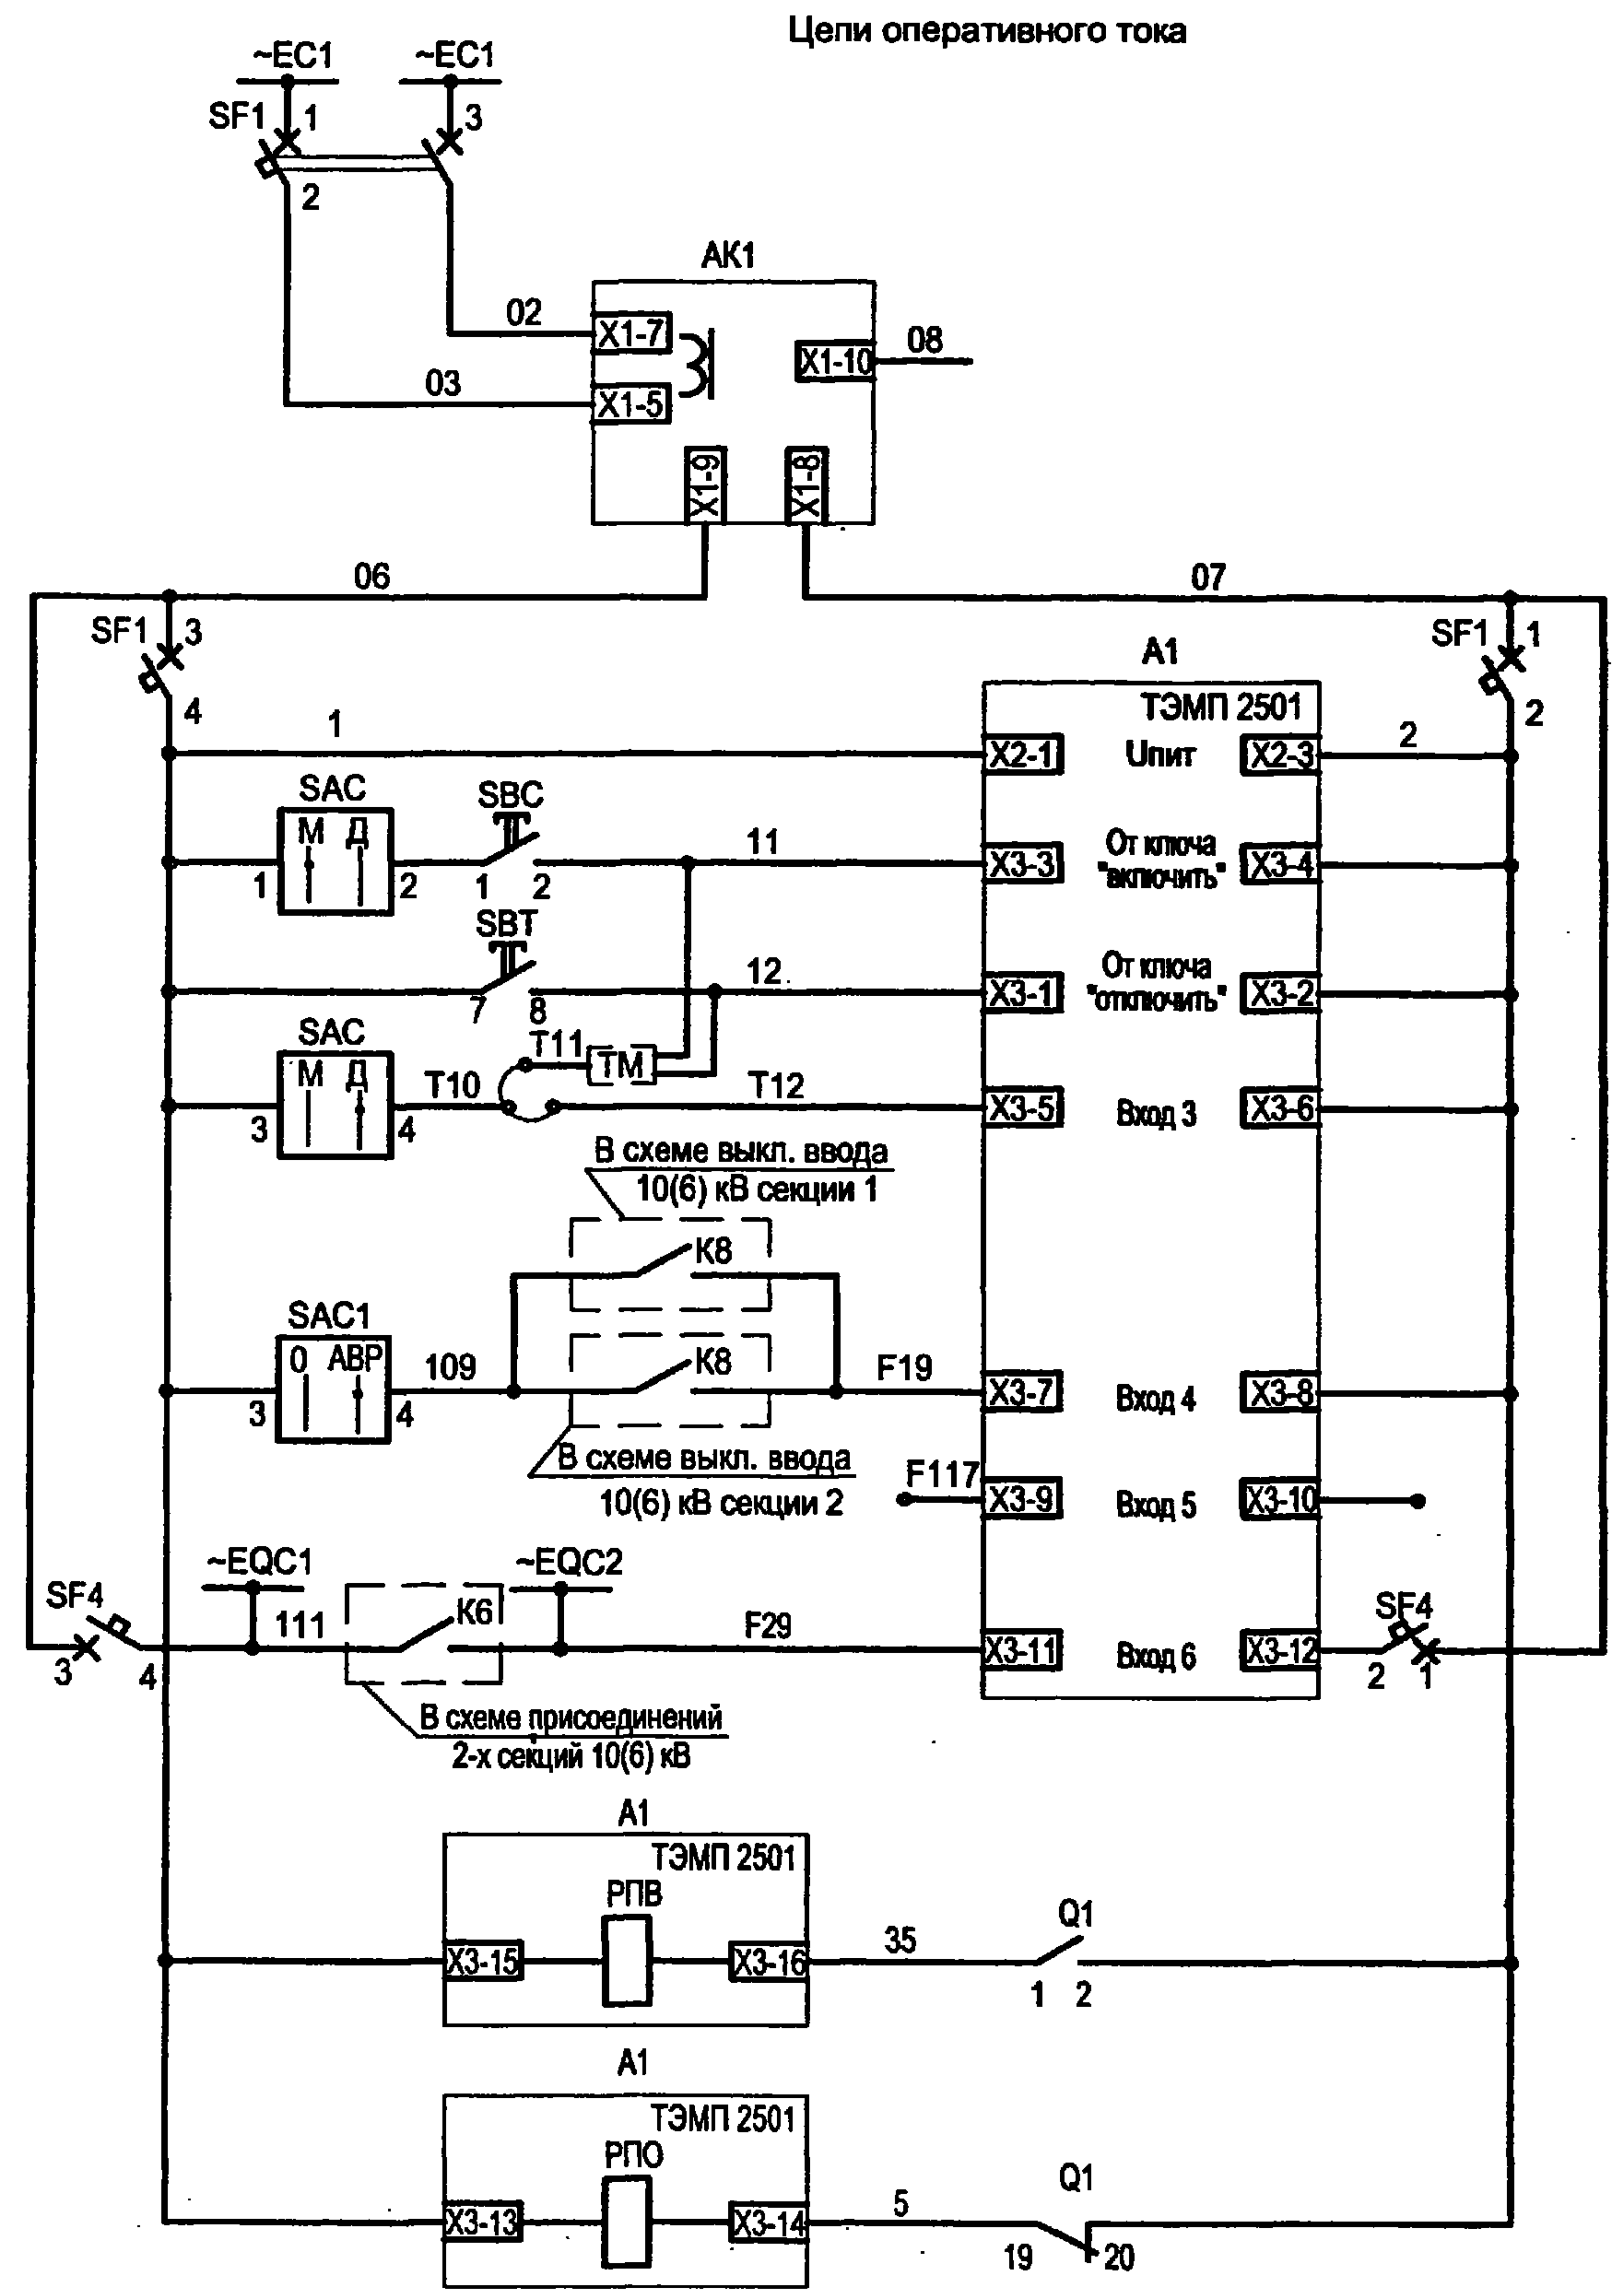 Цепи оперативного тока
~EC1
~EC1
SF1
1
3
2
АК1
02
X1-7
X1-10
08
03
X1-5
X1-9
X1-8
06
07
SF1
3
SF1
1
A1
4
2
1
ТЭМП 2501
2
X2-1
Uпит
X2-3
SAC
SBC
М Д
11
От ключа
1
2
1
2
X3-3
"включить"
X3-4
SBT
12
От ключа
7
8
X3-1
"отключить"
X3-2
SAC
T11
ТМ
М Д
T10
T12
3
4
X3-5
Вход 3
X3-6
В схеме выкл. ввода
10(6) кВ секции 1
К8
SAC1
0 АВР
109
К8
F19
3
4
X3-7
Вход 4
X3-8
В схеме выкл. ввода
10(6) кВ секции 2
F117
X3-9
Вход 5
X3-10
~EQC1
~EQC2
SF4
111
К6
F29
SF4
3
4
X3-11
Вход 6
X3-12
2
1
В схеме присоединений
2-х секций 10(6) кВ
A1
ТЭМП 2501
РПВ
Q1
X3-15
X3-16
35
1
2
A1
ТЭМП 2501
РПО
Q1
X3-13
X3-14
5
19
20